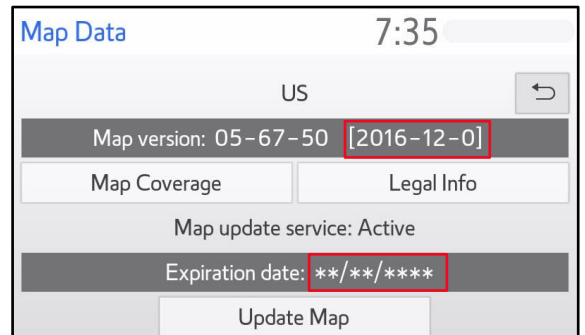 Map Data 7:35
US
Map version: 05-67-50 [2016-12-0]
Map Coverage Legal Info
Map update service: Active
Expiration date: **/**/****
Update Map